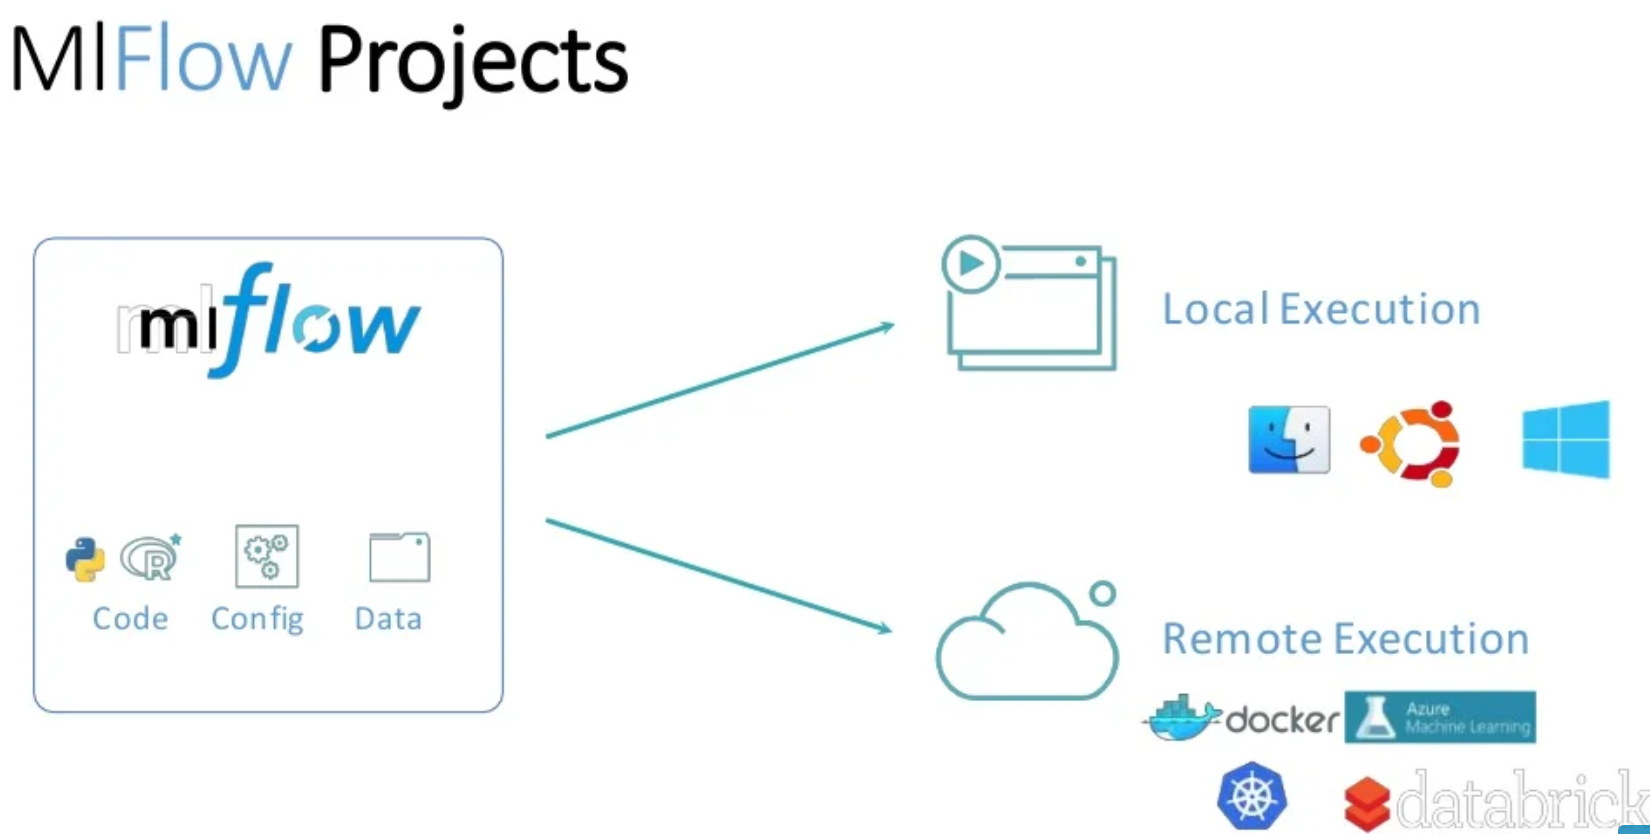 MlFlow Projects
mlflow
Code
Config
Data
Local Execution
Remote Execution
docker
Azure
Machine Learning
databrick